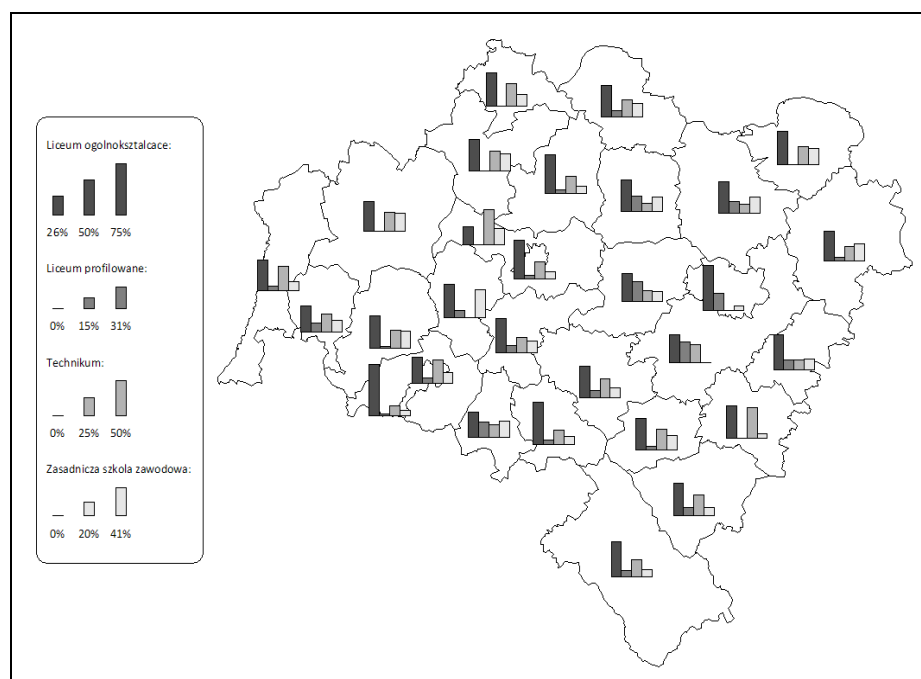 Liceum ogolnoksztalcace:
26% 50% 75%
Liceum profilowane:
0% 15% 31%
Technikum:
0% 25% 50%
Zasadnicza szkola zawodowa:
0% 20% 41%